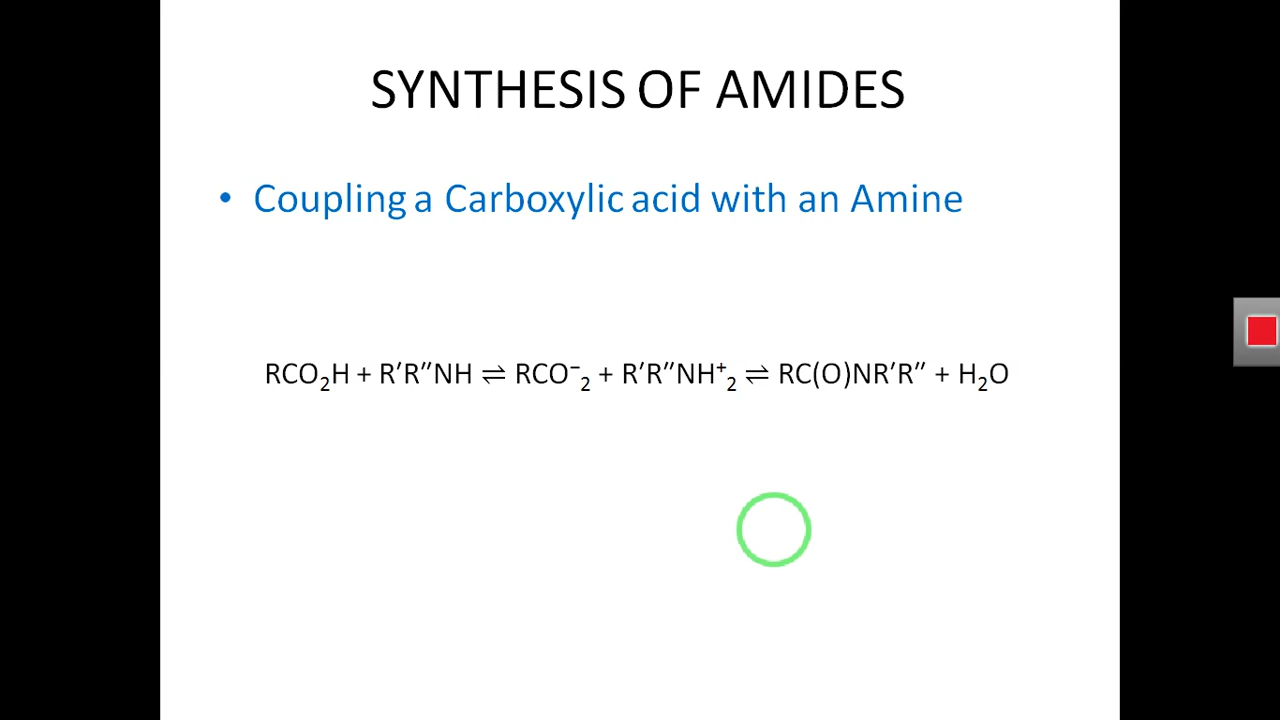 SYNTHESIS OF AMIDES
• Coupling a Carboxylic acid with an Amine
RCO₂H + R′R″NH ⇌ RCO⁻₂ + R′R″NH⁺₂ ⇌ RC(O)NR′R″ + H₂O